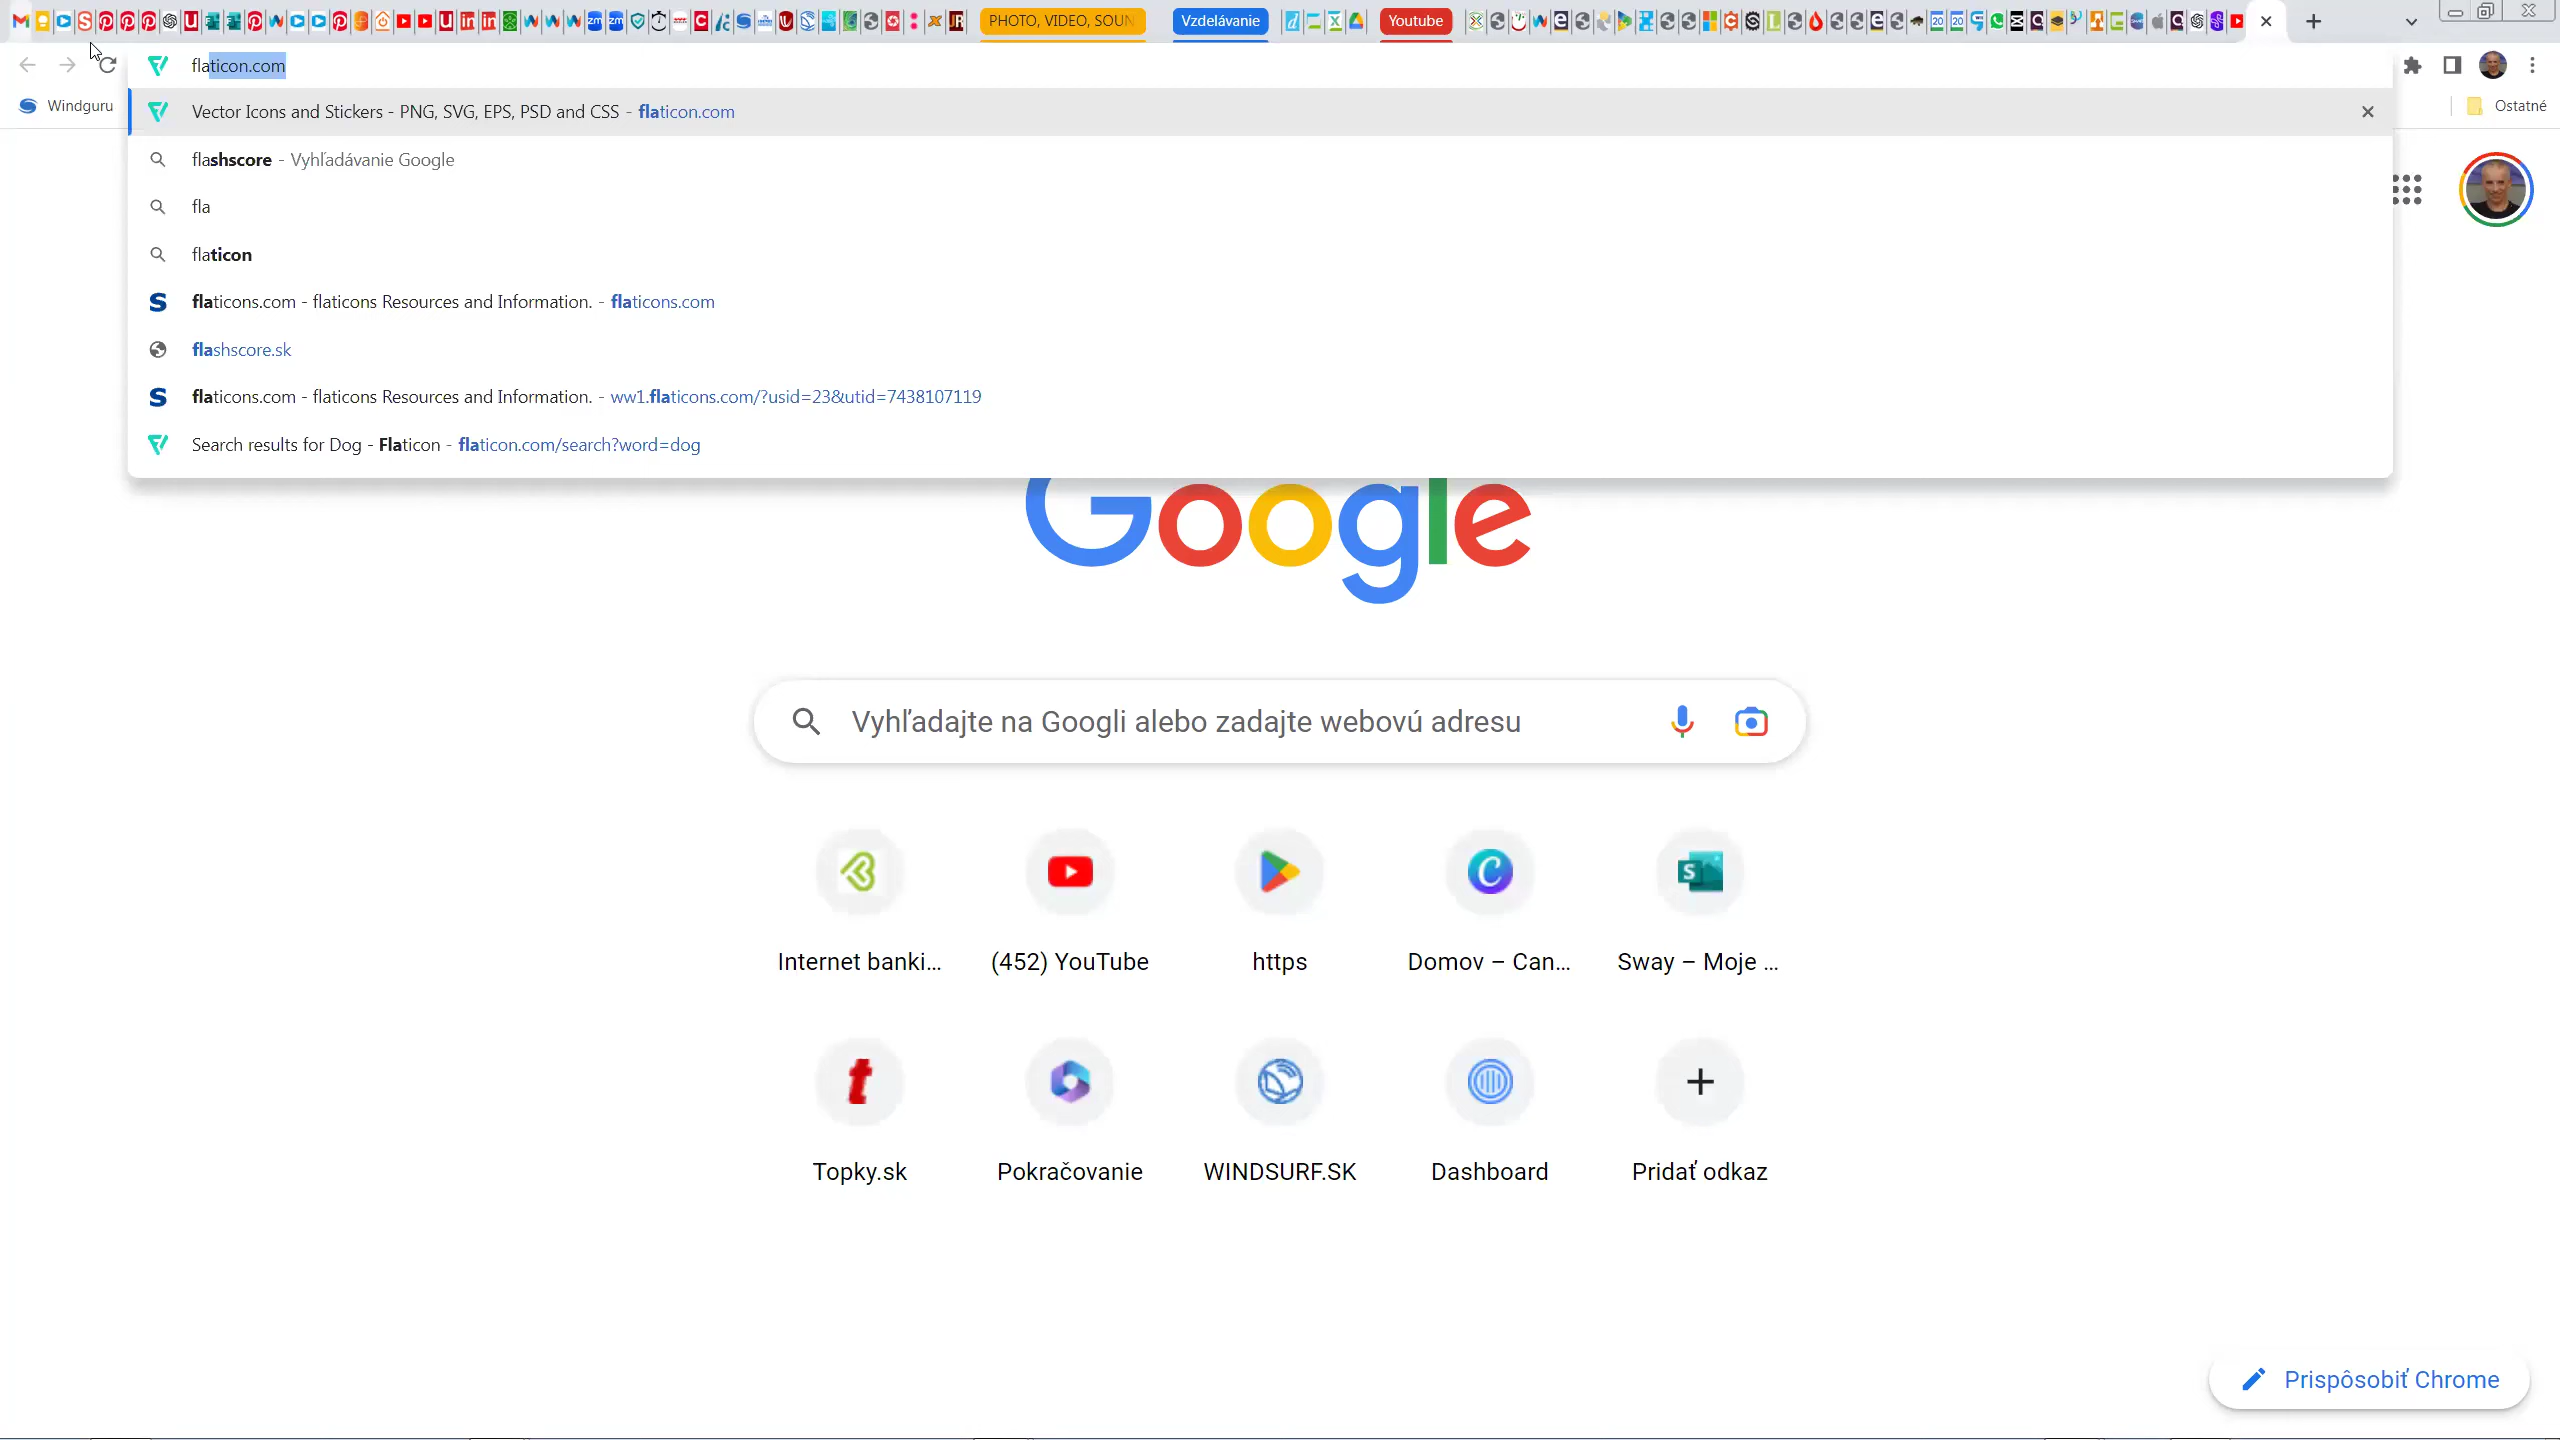 PHOTO, VIDEO, SOUN
Vzdelávanie
Youtube
flaticon.com
Windguru
Vector Icons and Stickers - PNG, SVG, EPS, PSD and CSS - flaticon.com
Ostatné
flashscore - Vyhľadávanie Google
fla
flaticon
flaticons.com - flaticons Resources and Information. - flaticons.com
flashscore.sk
flaticons.com - flaticons Resources and Information. - ww1.flaticons.com/?usid=23&utid=7438107119
Search results for Dog - Flaticon - flaticon.com/search?word=dog
Google
Vyhľadajte na Googli alebo zadajte webovú adresu
Internet banki...
(452) YouTube
https
Domov – Can...
Sway – Moje ...
Topky.sk
Pokračovanie
WINDSURF.SK
Dashboard
Pridať odkaz
Prispôsobiť Chrome